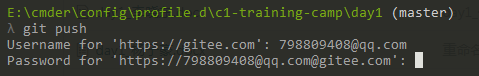 E:\cmder\config\profile.d\c1-training-camp\day1 (master)
λ git push
Username for 'https://gitee.com': 798809408@qq.com
Password for 'https://798809408@qq.com@gitee.com':